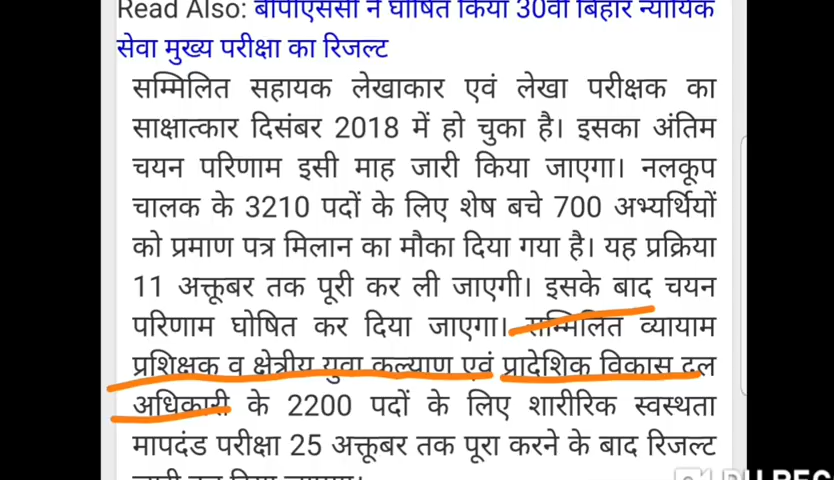 Read Also: बीपीएससी ने घोषित किया 30वीं बिहार न्यायिक
सेवा मुख्य परीक्षा का रिजल्ट
सम्मिलित सहायक लेखाकार एवं लेखा परीक्षक का
साक्षात्कार दिसंबर 2018 में हो चुका है। इसका अंतिम
चयन परिणाम इसी माह जारी किया जाएगा। नलकूप
चालक के 3210 पदों के लिए शेष बचे 700 अभ्यर्थियों
को प्रमाण पत्र मिलान का मौका दिया गया है। यह प्रक्रिया
11 अक्तूबर तक पूरी कर ली जाएगी। इसके बाद चयन
परिणाम घोषित कर दिया जाएगा। सम्मिलित व्यायाम
प्रशिक्षक व क्षेत्रीय युवा कल्याण एवं प्रादेशिक विकास दल
अधिकारी के 2200 पदों के लिए शारीरिक स्वस्थता
मापदंड परीक्षा 25 अक्तूबर तक पूरा करने के बाद रिजल्ट